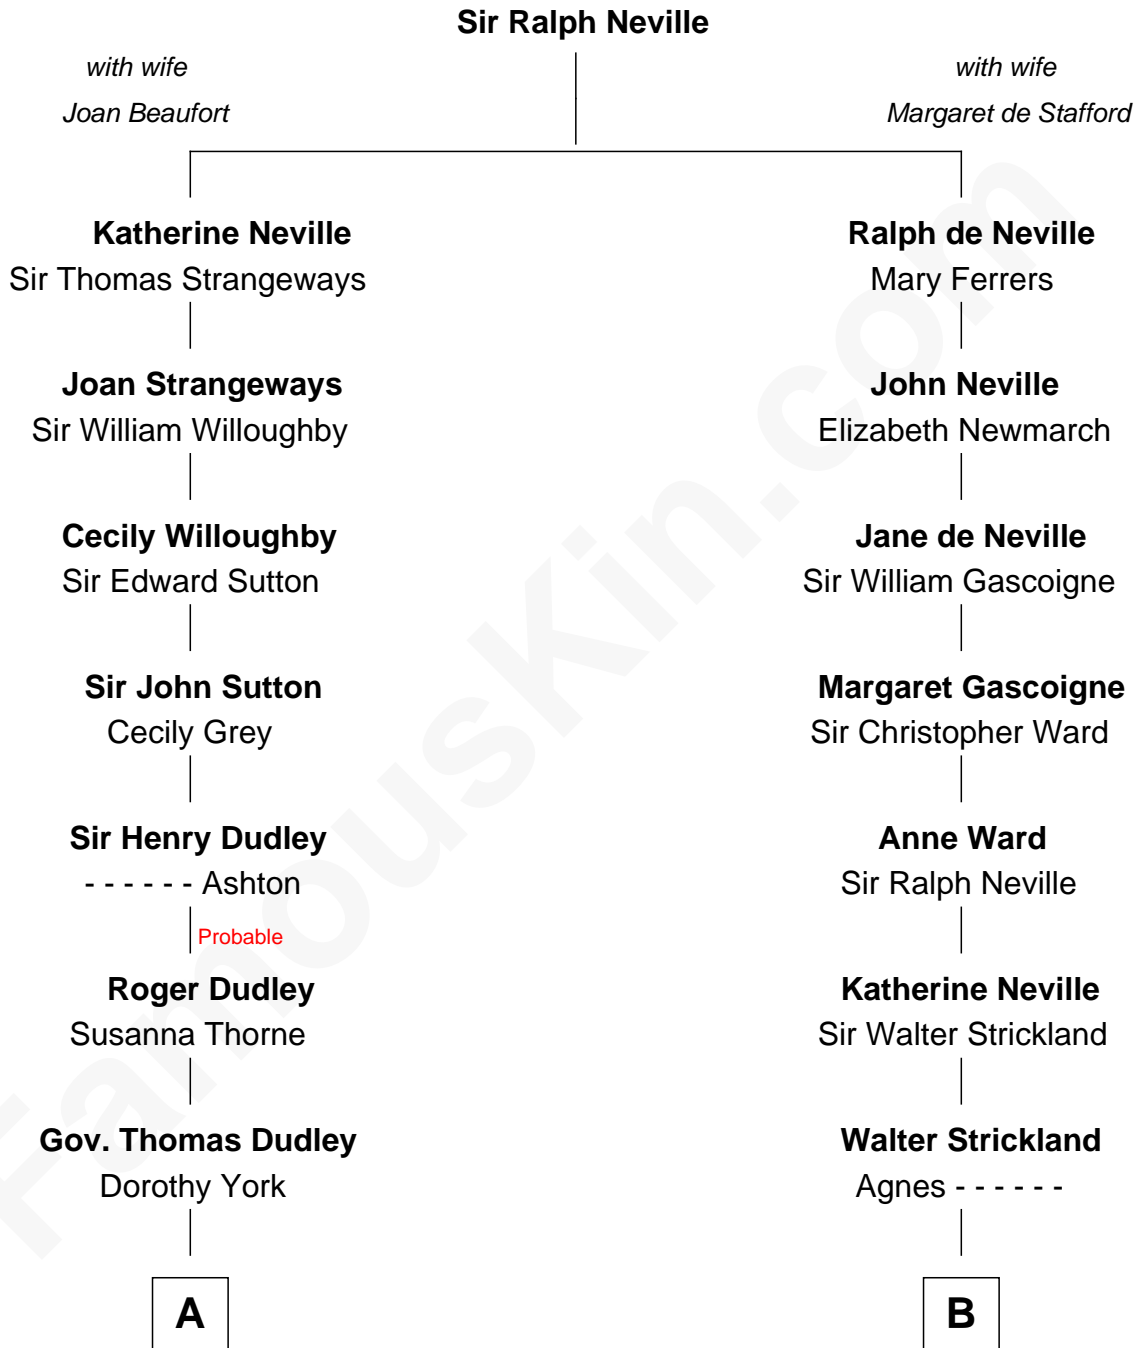 Sir Ralph Neville
with wife
Joan Beaufort
with wife
Margaret de Stafford
Katherine Neville
Sir Thomas Strangeways
Ralph de Neville
Mary Ferrers
Joan Strangeways
Sir William Willoughby
John Neville
Elizabeth Newmarch
Cecily Willoughby
Sir Edward Sutton
Jane de Neville
Sir William Gascoigne
Sir John Sutton
Cecily Grey
Margaret Gascoigne
Sir Christopher Ward
Sir Henry Dudley
- - - - - - Ashton
Anne Ward
Sir Ralph Neville
Probable
Roger Dudley
Susanna Thorne
Katherine Neville
Sir Walter Strickland
Gov. Thomas Dudley
Dorothy York
Walter Strickland
Agnes - - - - - -
A
B
FamousKin.com